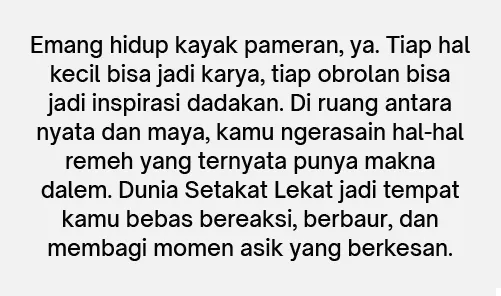 Emang hidup kayak pameran, ya. Tiap hal
kecil bisa jadi karya, tiap obrolan bisa
jadi inspirasi dadakan. Di ruang antara
nyata dan maya, kamu ngerasain hal-hal
remeh yang ternyata punya makna
dalem. Dunia Setakat Lekat jadi tempat
kamu bebas bereaksi, berbaur, dan
membagi momen asik yang berkesan.